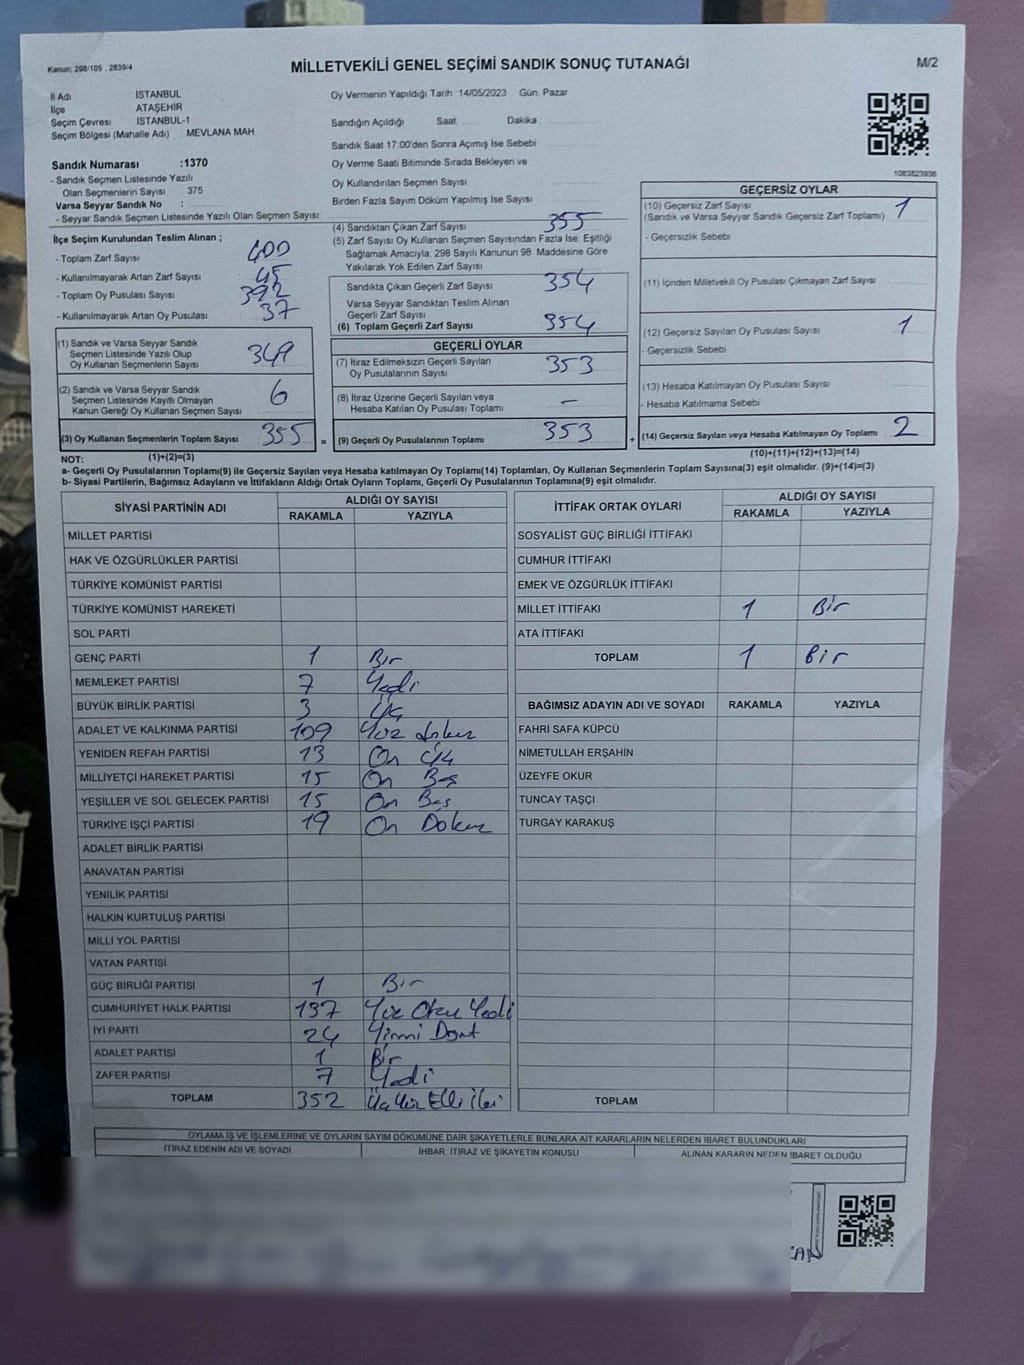 Kanun; 298/105 , 2839/4
MİLLETVEKİLİ GENEL SEÇİMİ SANDIK SONUÇ TUTANAĞI
M/2
İl Adı İSTANBUL
İlçe ATAŞEHİR
Seçim Çevresi İSTANBUL-1
Seçim Bölgesi (Mahalle Adı) : MEVLANA MAH
Sandık Numarası :1370
- Sandık Seçmen Listesinde Yazılı
Olan Seçmenlerin Sayısı : 375
Varsa Seyyar Sandık No :
- Seyyar Sandık Seçmen Listesinde Yazılı Olan Seçmen Sayısı:
Oy Vermenin Yapıldığı Tarih :14/05/2023 Gün: Pazar
Sandığın Açıldığı Saat Dakika
Sandık Saat 17:00'den Sonra Açımış İse Sebebi
Oy Verme Saati Bitiminde Sırada Bekleyen ve
Oy Kullandırılan Seçmen Sayısı
Birden Fazla Sayım Döküm Yapılmış İse Sayısı
1083823936
İlçe Seçim Kurulundan Teslim Alınan ;
- Toplam Zarf Sayısı 400
- Kullanılmayarak Artan Zarf Sayısı 45
- Toplam Oy Pusulası Sayısı 392
- Kullanılmayarak Artan Oy Pusulası 37
(1) Sandık ve Varsa Seyyar Sandık
Seçmen Listesinde Yazılı Olup
Oy Kullanan Seçmenlerin Sayısı 349
(2) Sandık ve Varsa Seyyar Sandık
Seçmen Listesinde Kayıtlı Olmayan
Kanun Gereği Oy Kullanan Seçmen Sayısı 6
(3) Oy Kullanan Seçmenlerin Toplam Sayısı 355 =
(4) Sandıktan Çıkan Zarf Sayısı 355
(5) Zarf Sayısı Oy Kullanan Seçmen Sayısından Fazla İse, Eşitliği
Sağlamak Amacıyla; 298 Sayılı Kanunun 98. Maddesine Göre
Yakılarak Yok Edilen Zarf Sayısı
Sandıkta Çıkan Geçerli Zarf Sayısı 354
Varsa Seyyar Sandıktan Teslim Alınan
Geçerli Zarf Sayısı
(6) Toplam Geçerli Zarf Sayısı 354
GEÇERLİ OYLAR
(7) İtiraz Edilmeksizin Geçerli Sayılan
Oy Pusulalarının Sayısı 353
(8) İtiraz Üzerine Geçerli Sayılan veya
Hesaba Katılan Oy Pusulası Toplamı -
(9) Geçerli Oy Pusulalarının Toplamı 353 +
GEÇERSİZ OYLAR
(10) Geçersiz Zarf Sayısı 1
(Sandık ve Varsa Seyyar Sandık Geçersiz Zarf Toplamı)
- Geçersizlik Sebebi
(11) İçinden Milletvekili Oy Pusulası Çıkmayan Zarf Sayısı
(12) Geçersiz Sayılan Oy Pusulası Sayısı 1
- Geçersizlik Sebebi
(13) Hesaba Katılmayan Oy Pusulası Sayısı
- Hesaba Katılmama Sebebi
(14) Geçersiz Sayılan veya Hesaba Katılmayan Oy Toplamı 2
NOT: (1)+(2)=(3) (10)+(11)+(12)+(13)=(14)
a- Geçerli Oy Pusulalarının Toplamı(9) ile Geçersiz Sayılan veya Hesaba katılmayan Oy Toplamı(14) Toplamları, Oy Kullanan Seçmenlerin Toplam Sayısına(3) eşit olmalıdır. (9)+(14)=(3)
b- Siyasi Partilerin, Bağımsız Adayların ve İttifakların Aldığı Ortak Oyların Toplamı, Geçerli Oy Pusulalarının Toplamına(9) eşit olmalıdır.
SİYASİ PARTİNİN ADI ALDIĞI OY SAYISI
RAKAMLA YAZIYLA
MİLLET PARTİSİ
HAK VE ÖZGÜRLÜKLER PARTİSİ
TÜRKİYE KOMÜNİST PARTİSİ
TÜRKİYE KOMÜNİST HAREKETİ
SOL PARTİ
GENÇ PARTİ 1 Bir
MEMLEKET PARTİSİ 7 Yedi
BÜYÜK BİRLİK PARTİSİ 3 Üç
ADALET VE KALKINMA PARTİSİ 109 Yüz dokuz
YENİDEN REFAH PARTİSİ 13 On Üç
MİLLİYETÇİ HAREKET PARTİSİ 15 On Beş
YEŞİLLER VE SOL GELECEK PARTİSİ 15 On Beş
TÜRKİYE İŞÇİ PARTİSİ 19 On Dokuz
ADALET BİRLİK PARTİSİ
ANAVATAN PARTİSİ
YENİLİK PARTİSİ
HALKIN KURTULUŞ PARTİSİ
MİLLİ YOL PARTİSİ
VATAN PARTİSİ
GÜÇ BİRLİĞİ PARTİSİ 1 Bir
CUMHURİYET HALK PARTİSİ 137 Yüz Otuz Yedi
İYİ PARTİ 24 Yirmi Dört
ADALET PARTİSİ 1 Bir
ZAFER PARTİSİ 7 Yedi
TOPLAM 352 Üç Yüz Elli iki
İTTİFAK ORTAK OYLARI ALDIĞI OY SAYISI
RAKAMLA YAZIYLA
SOSYALİST GÜÇ BİRLİĞİ İTTİFAKI
CUMHUR İTTİFAKI
EMEK VE ÖZGÜRLÜK İTTİFAKI
MİLLET İTTİFAKI 1 Bir
ATA İTTİFAKI
TOPLAM 1 Bir
BAĞIMSIZ ADAYIN ADI VE SOYADI RAKAMLA YAZIYLA
FAHRİ SAFA KÜPCÜ
NİMETULLAH ERŞAHİN
ÜZEYFE OKUR
TUNCAY TAŞÇI
TURGAY KARAKUŞ
TOPLAM
OYLAMA İŞ VE İŞLEMLERİNE VE OYLARIN SAYIM DÖKÜMÜNE DAİR ŞİKAYETLERLE BUNLARA AİT KARARLARIN NELERDEN İBARET BULUNDUKLARI
İTİRAZ EDENİN ADI VE SOYADI İHBAR, İTİRAZ VE ŞİKAYETİN KONUSU ALINAN KARARIN NEDEN İBARET OLDUĞU